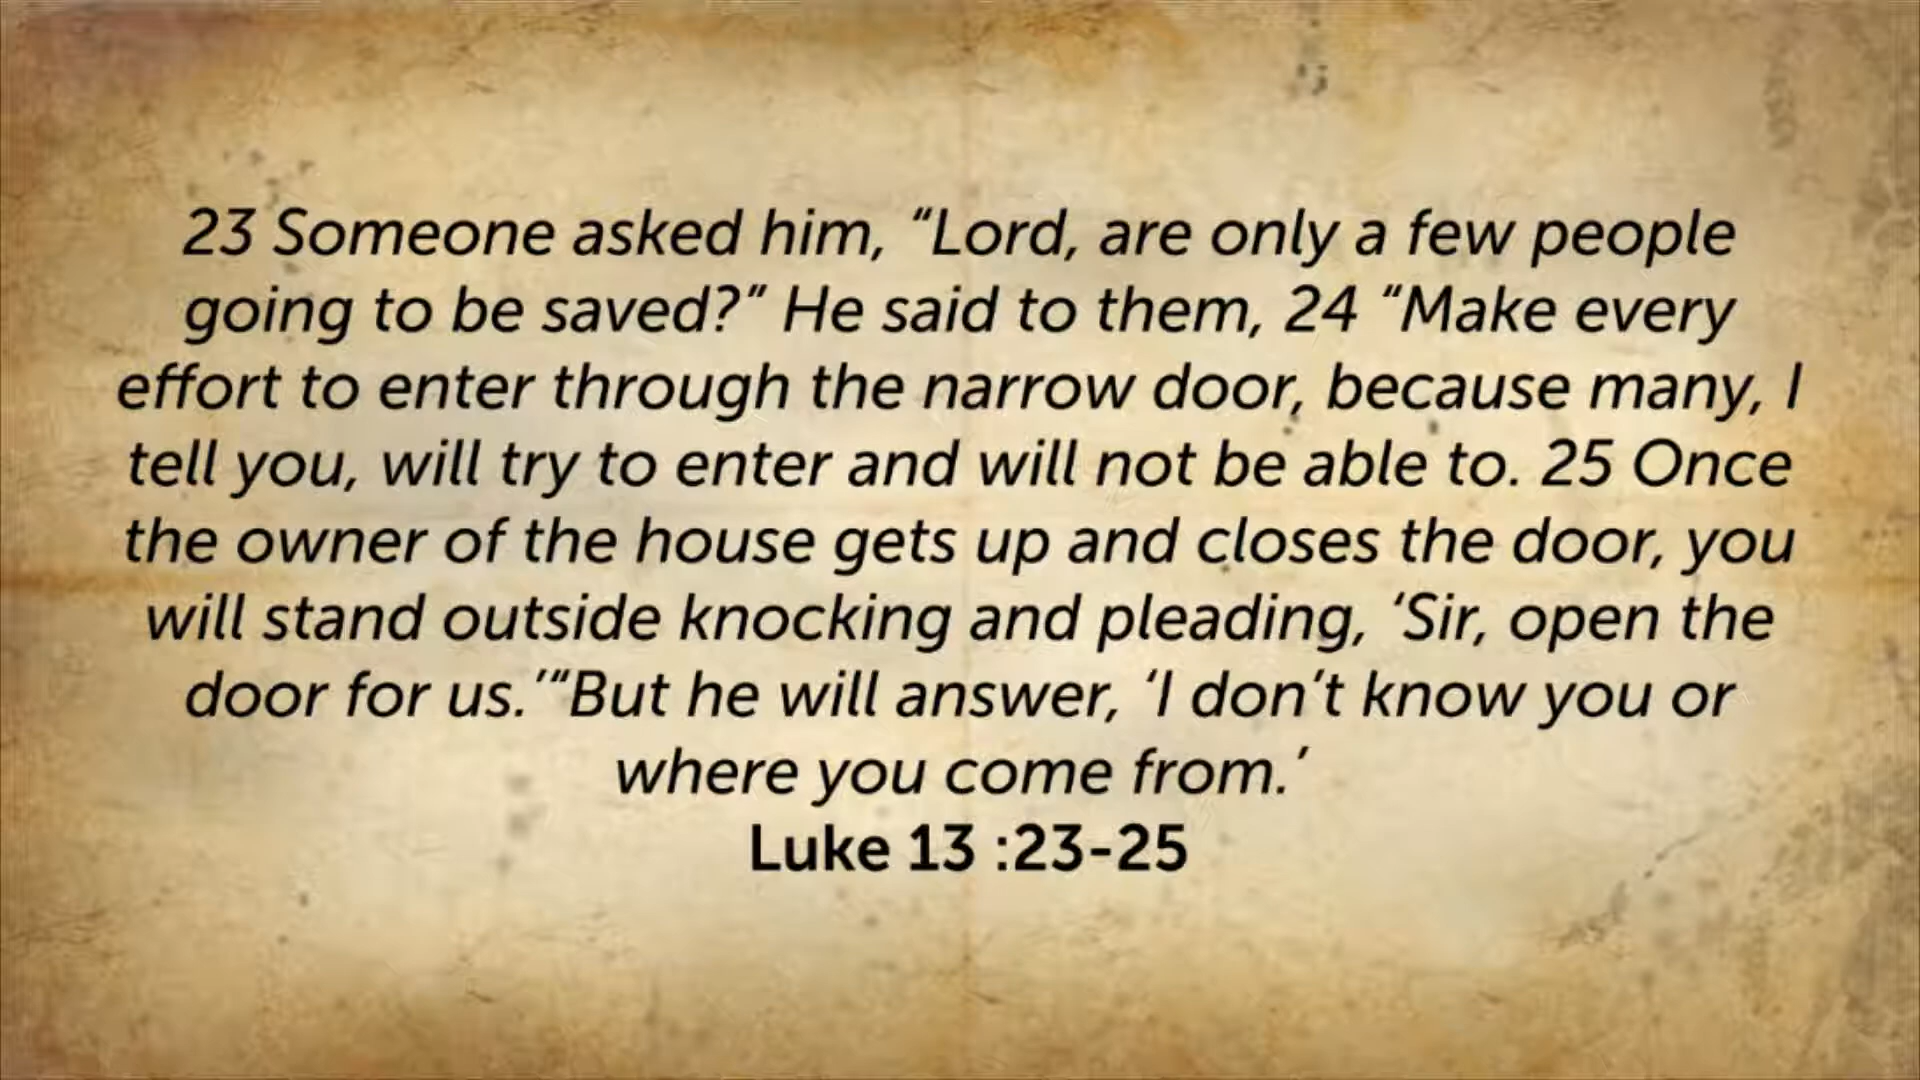 23 Someone asked him, “Lord, are only a few people
going to be saved?” He said to them, 24 “Make every
effort to enter through the narrow door, because many, I
tell you, will try to enter and will not be able to. 25 Once
the owner of the house gets up and closes the door, you
will stand outside knocking and pleading, ‘Sir, open the
door for us.’“But he will answer, ‘I don’t know you or
where you come from.’
Luke 13 :23-25